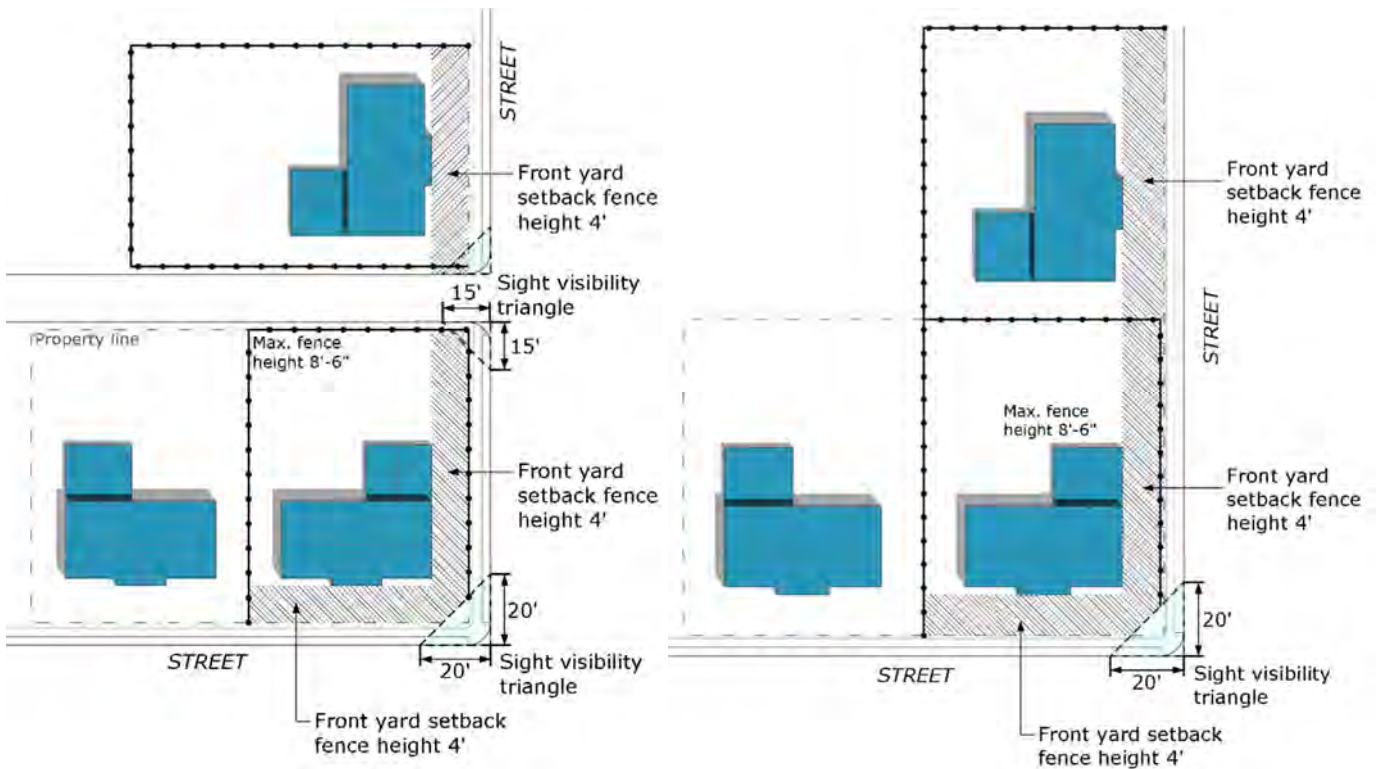 STREET
Front yard
setback fence
height 4'
Sight visibility
triangle
15'
15'
Property line
Max. fence
height 8'-6"
Front yard
setback fence
height 4'
20'
20'
STREET
Sight visibility
triangle
Front yard setback
fence height 4'
Front yard
setback fence
height 4'
STREET
Max. fence
height 8'-6"
Front yard
setback fence
height 4'
20'
20'
STREET
Sight visibility
triangle
Front yard setback
fence height 4'